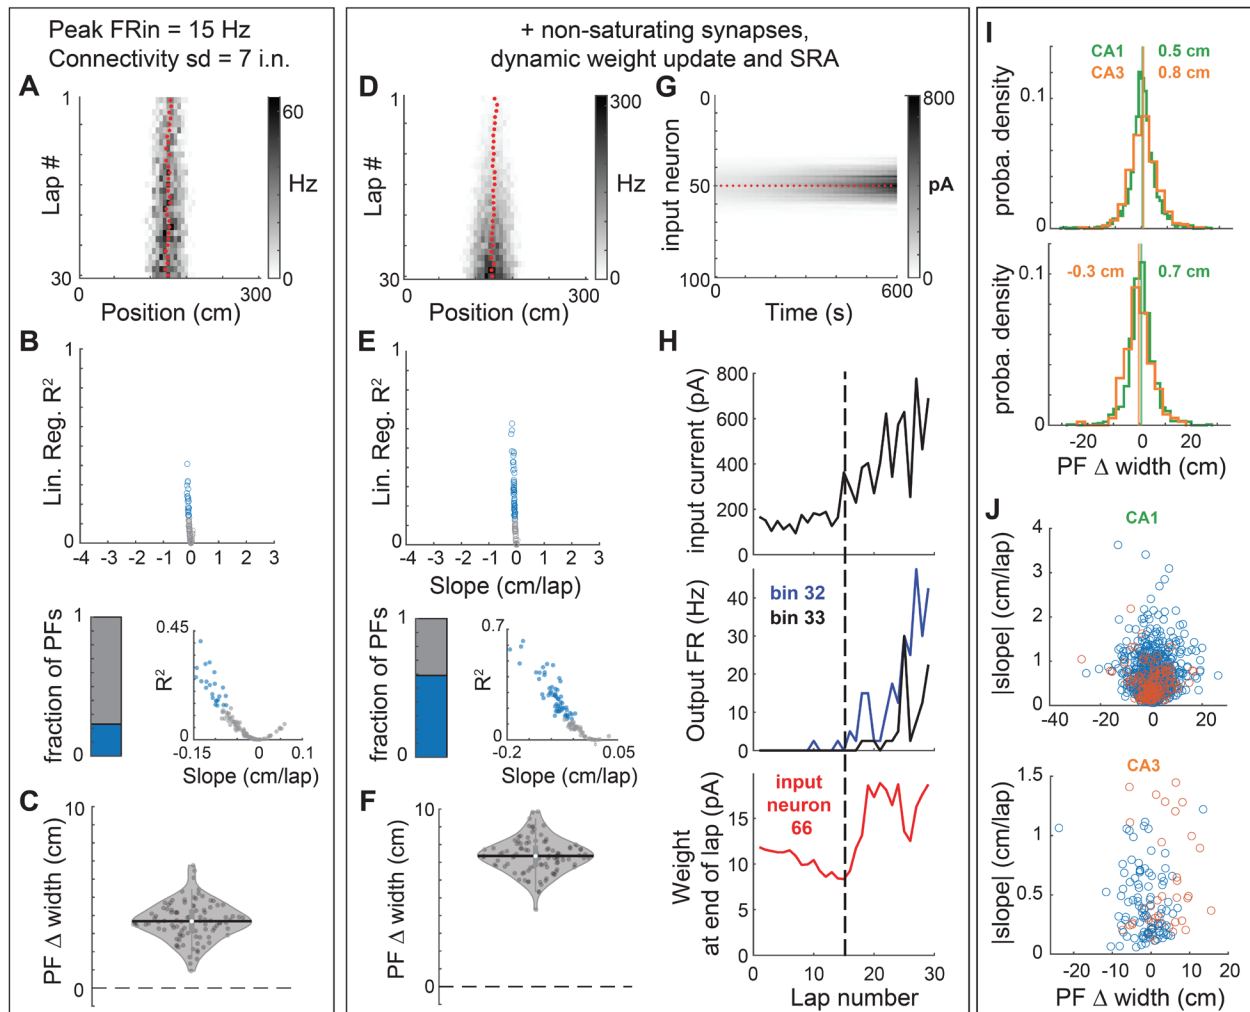 Peak FRin = 15 Hz
Connectivity sd = 7 i.n.
A
1
Lap #
30
0
300
Position (cm)
60
Hz
0
B
1
Lin. Reg. R²
0
-4 -3 -2 -1 0 1 2 3
1
fraction of PFs
0
0.45
R²
0
-0.15
0
0.1
Slope (cm/lap)
C
10
PF Δ width (cm)
0
+ non-saturating synapses,
dynamic weight update and SRA
D
1
Lap #
30
0
300
Position (cm)
300
Hz
0
E
1
Lin. Reg. R²
0
-4 -3 -2 -1 0 1 2 3
Slope (cm/lap)
1
fraction of PFs
0
0.7
R²
0
-0.2
0.05
Slope (cm/lap)
F
10
PF Δ width (cm)
0
G
0
input neuron
50
100
0
600
Time (s)
800
pA
0
H
800
600
400
200
0
input current (pA)
60
40
20
0
Output FR (Hz)
bin 32
bin 33
20
15
10
5
0
Weight
at end of lap (pA)
input
neuron
66
0 10 20 30
Lap number
I
CA1 0.5 cm
CA3 0.8 cm
0.1
0
proba. density
-0.3 cm 0.7 cm
0.1
0
proba. density
-20 0 20
PF Δ width (cm)
J
CA1
4
3
2
1
0
|slope| (cm/lap)
-40 -20 0 20
CA3
1.5
1
0.5
0
|slope| (cm/lap)
-20 -10 0 10 20
PF Δ width (cm)